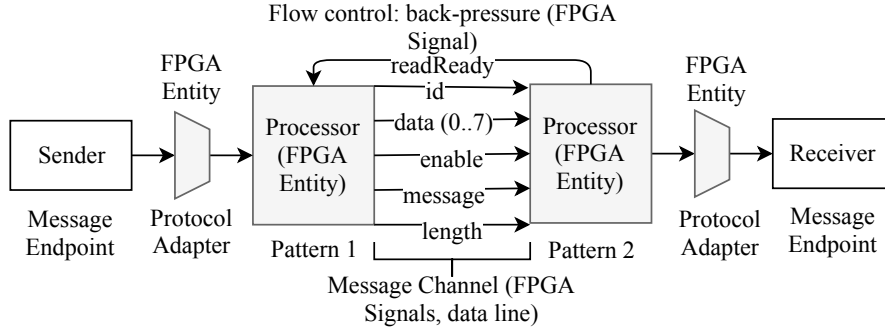 Flow control: back-pressure (FPGA
Signal)
readReady
FPGA
Entity
id
FPGA
Entity
Sender
Processor
(FPGA
Entity)
data (0..7)
enable
message
length
Processor
(FPGA
Entity)
Receiver
Message
Endpoint
Protocol
Adapter
Pattern 1
Pattern 2
Protocol
Adapter
Message
Endpoint
Message Channel (FPGA
Signals, data line)